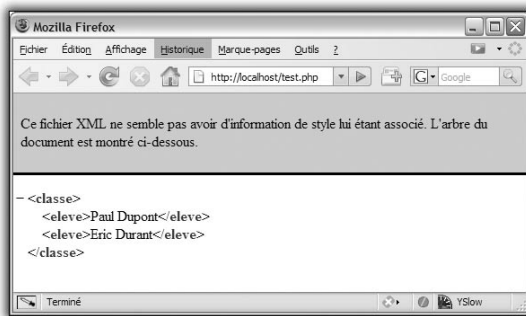 Mozilla Firefox
Fichier Édition Affichage Historique Marque-pages Outils ?
http://localhost/test.php G Google
Ce fichier XML ne semble pas avoir d'information de style lui étant associé. L'arbre du
document est montré ci-dessous.
− <classe>
<eleve>Paul Dupont</eleve>
<eleve>Eric Durant</eleve>
</classe>
Terminé YSlow